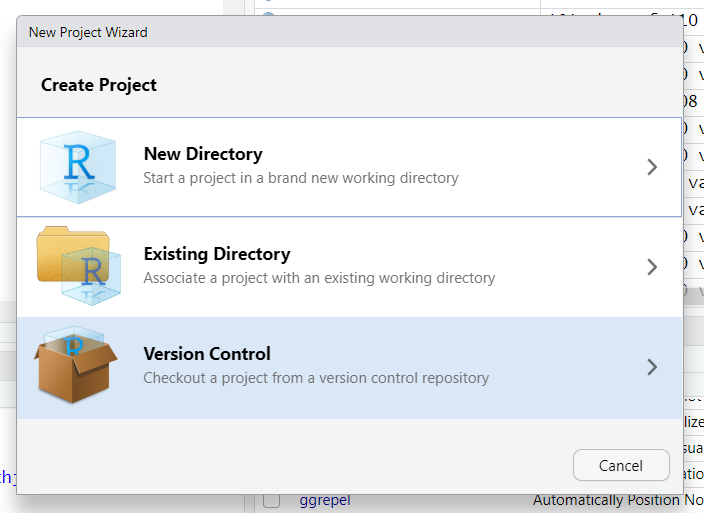 New Project Wizard
Create Project
New Directory
Start a project in a brand new working directory
Existing Directory
Associate a project with an existing working directory
Version Control
Checkout a project from a version control repository
Cancel
ggrepel
Automatically Position No